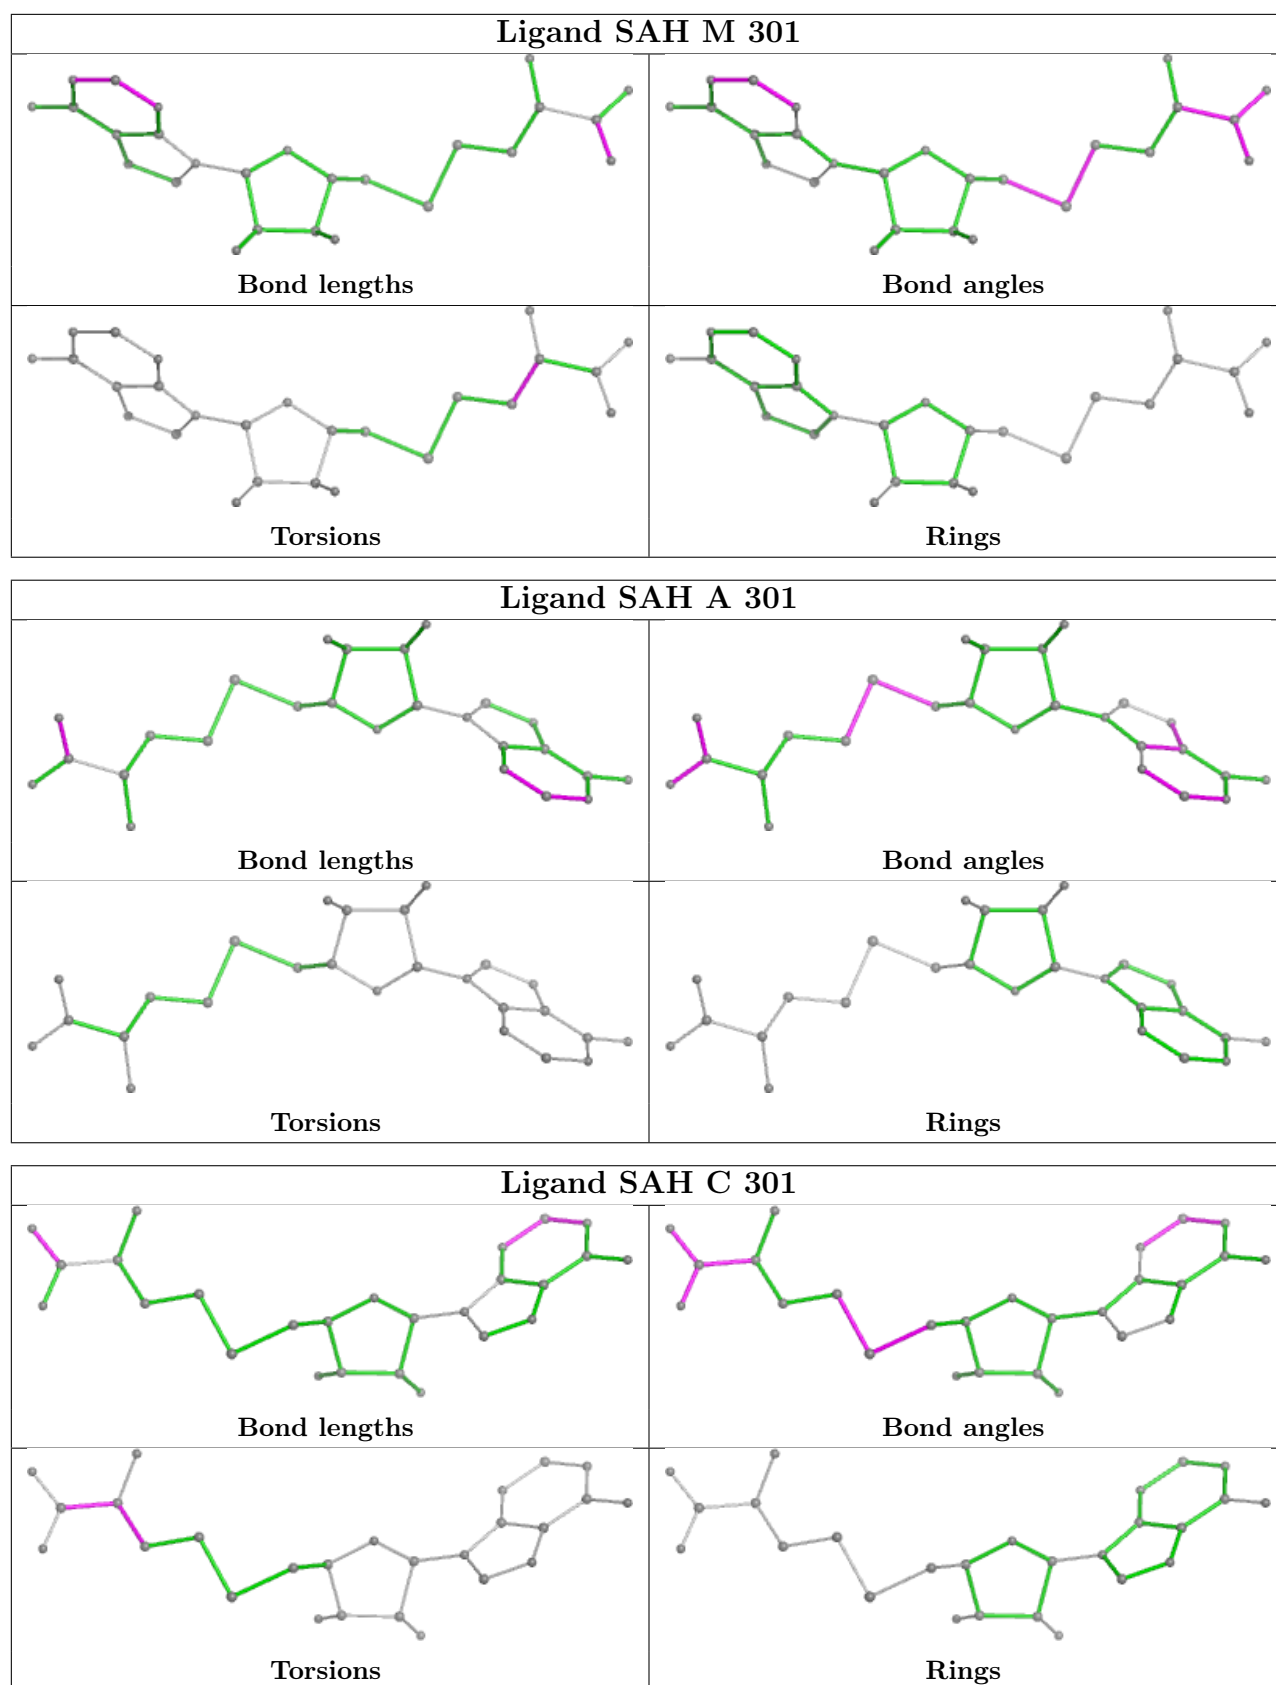 Ligand SAH M 301
Bond lengths
Bond angles
Torsions
Rings
Ligand SAH A 301
Bond lengths
Bond angles
Torsions
Rings
Ligand SAH C 301
Bond lengths
Bond angles
Torsions
Rings